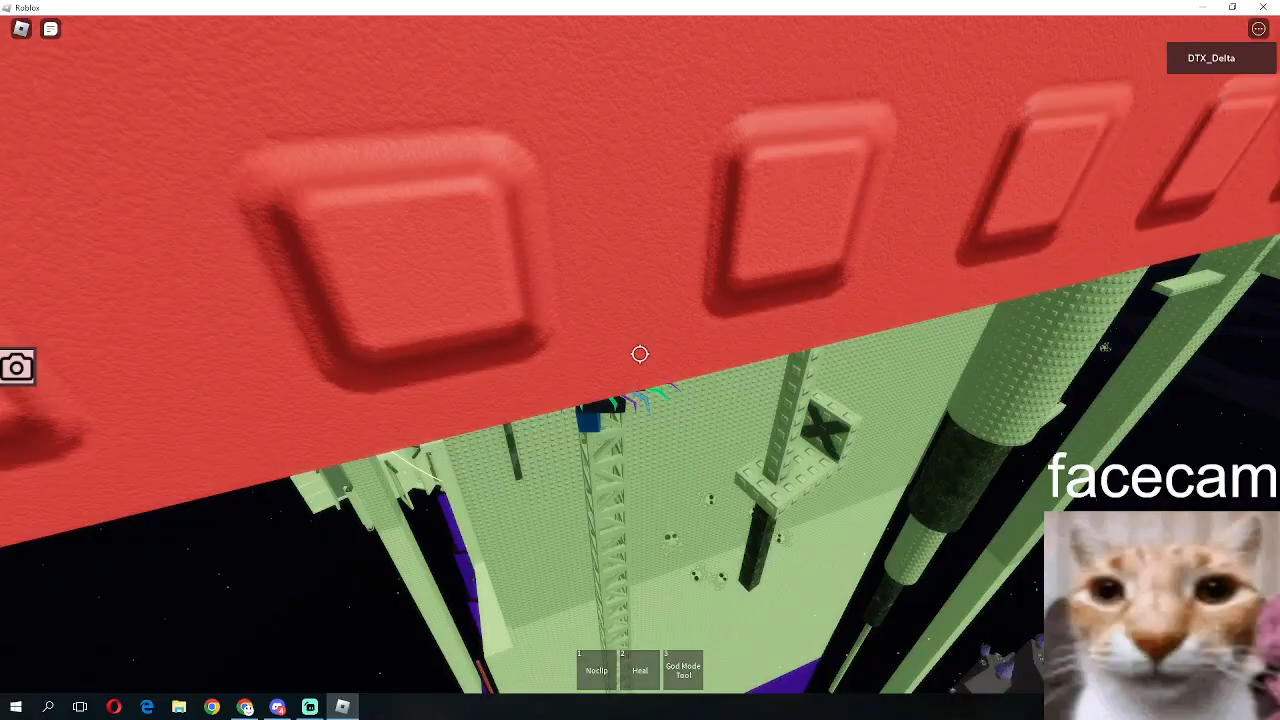 Roblox
DTX_Delta
facecam
1
Noclip
2
Heal
3
God Mode
Tool